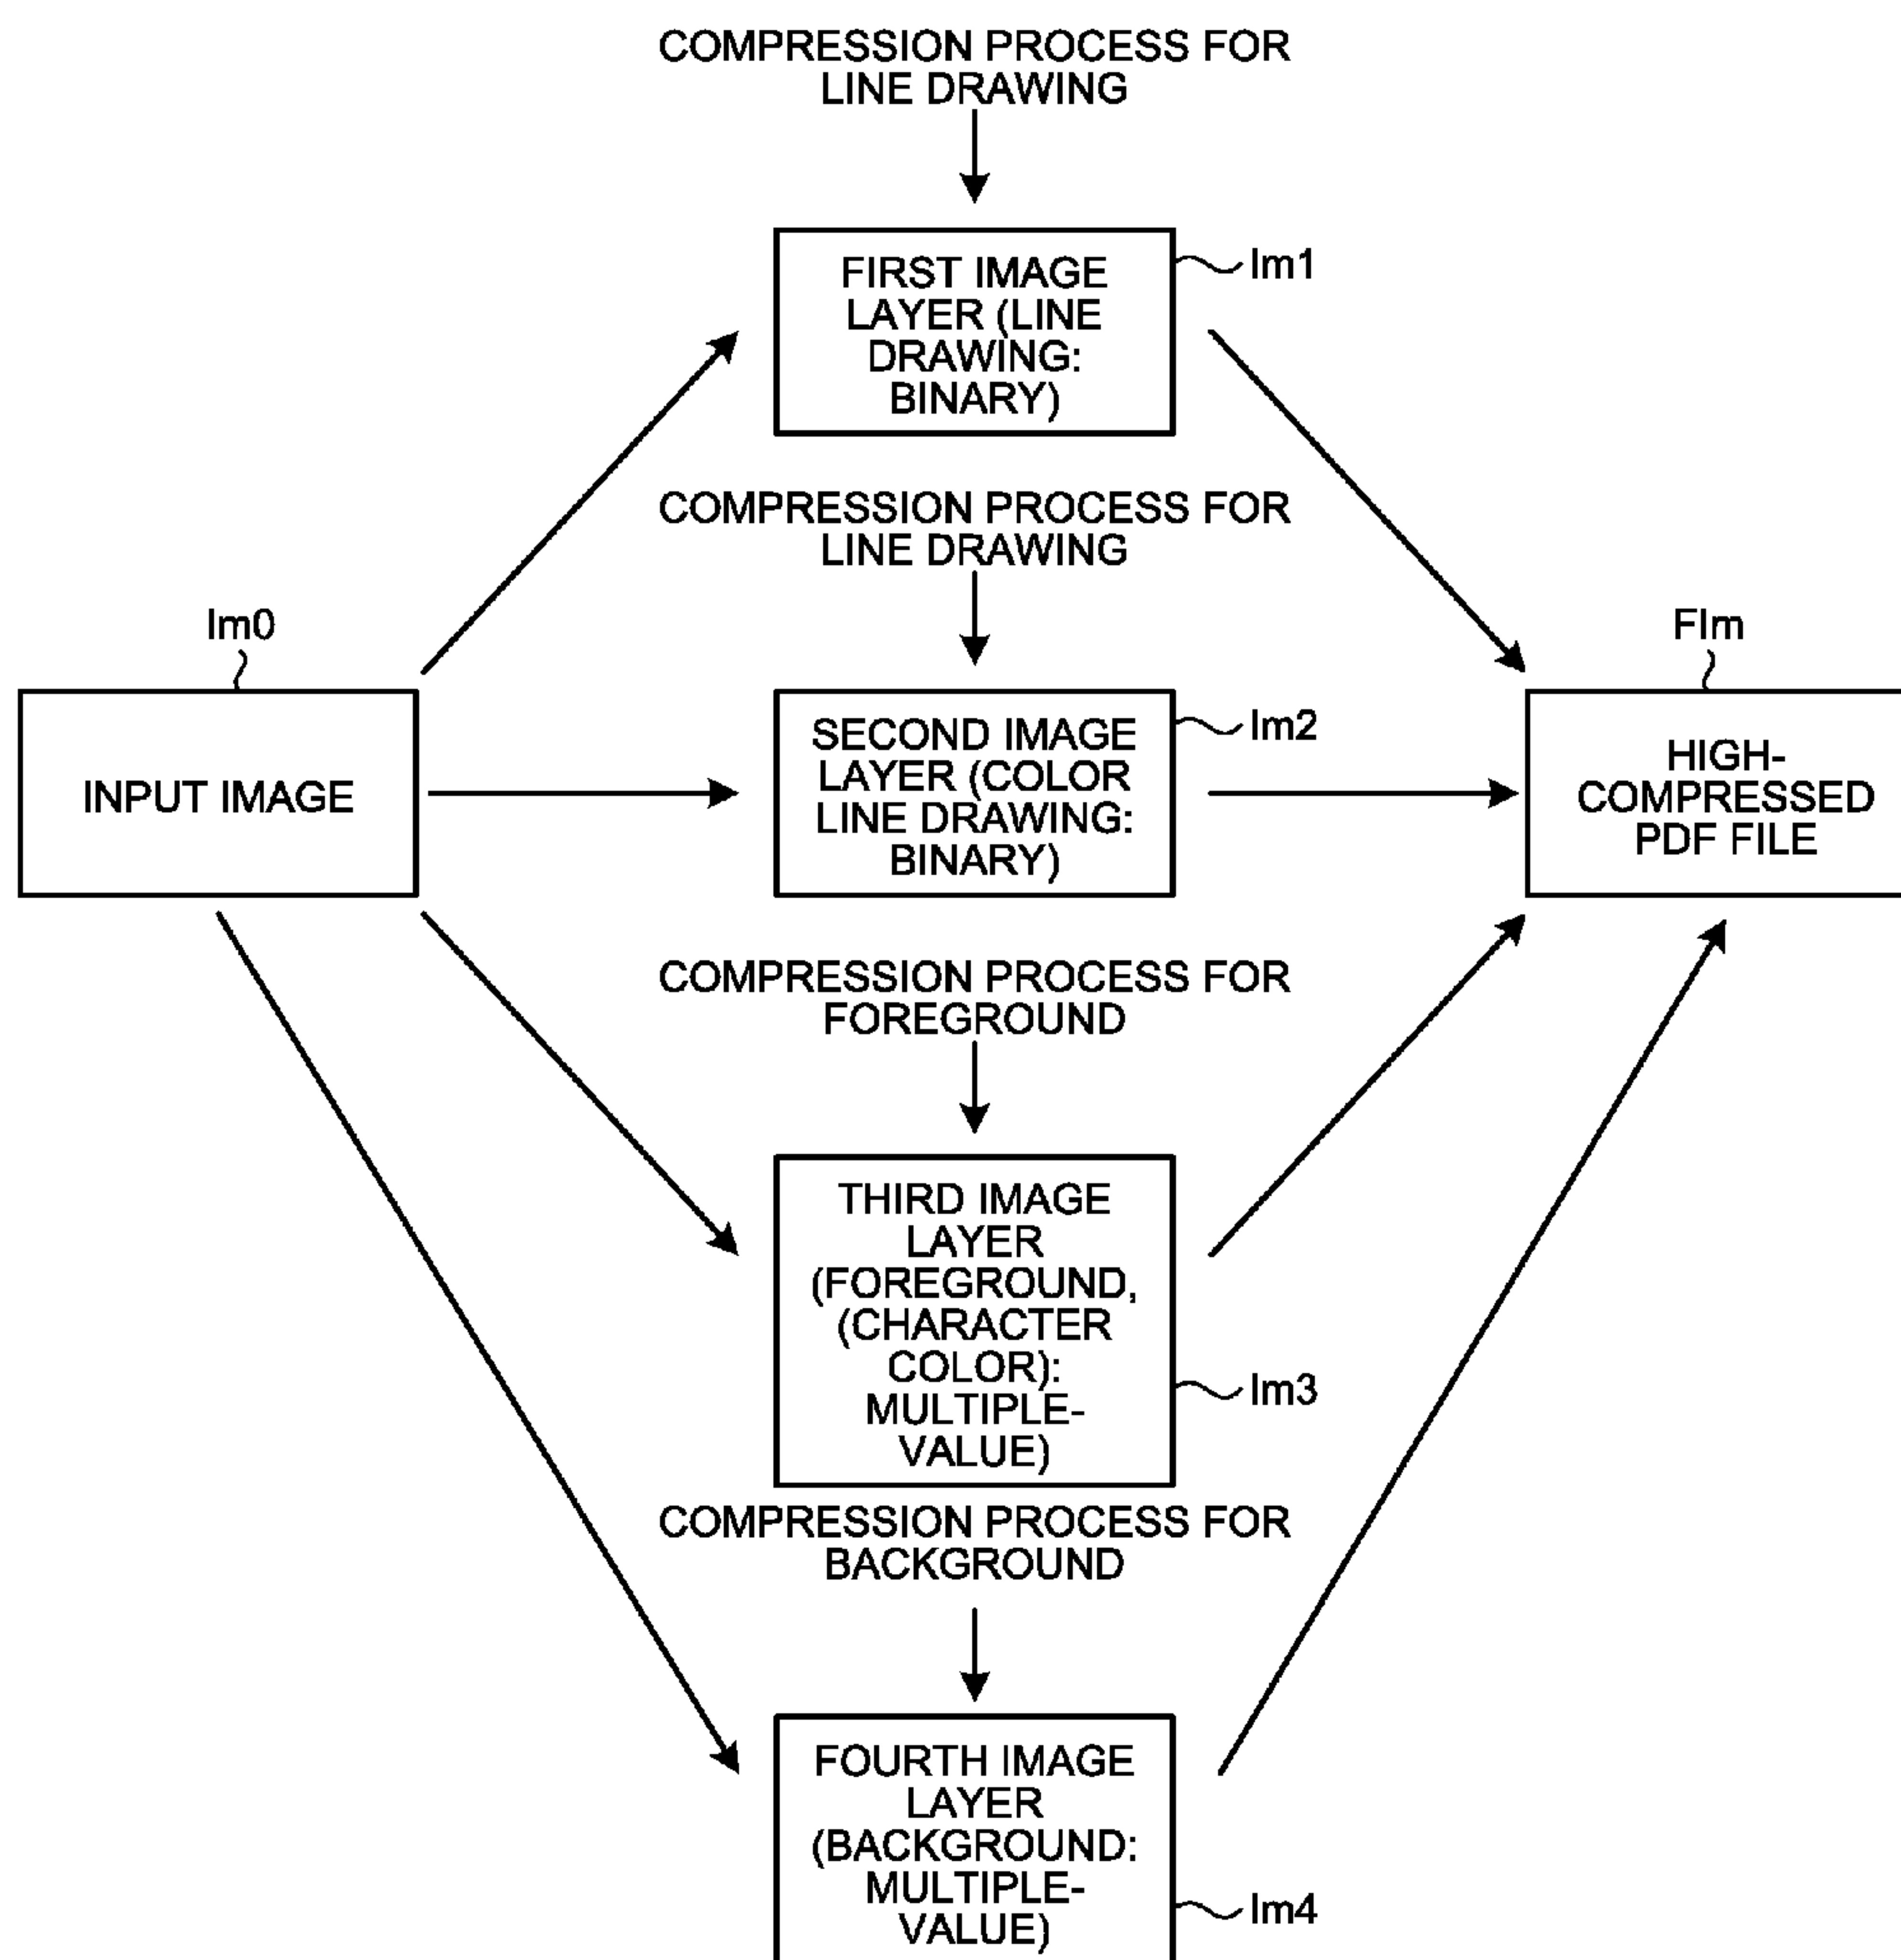 COMPRESSION PROCESS FOR
LINE DRAWING
FIRST IMAGE
LAYER (LINE
DRAWING:
BINARY)
Im1
COMPRESSION PROCESS FOR
LINE DRAWING
Im0
INPUT IMAGE
SECOND IMAGE
LAYER (COLOR
LINE DRAWING:
BINARY)
Im2
FIm
HIGH-
COMPRESSED
PDF FILE
COMPRESSION PROCESS FOR
FOREGROUND
THIRD IMAGE
LAYER
(FOREGROUND,
(CHARACTER
COLOR):
MULTIPLE-
VALUE)
Im3
COMPRESSION PROCESS FOR
BACKGROUND
FOURTH IMAGE
LAYER
(BACKGROUND:
MULTIPLE-
VALUE)
Im4